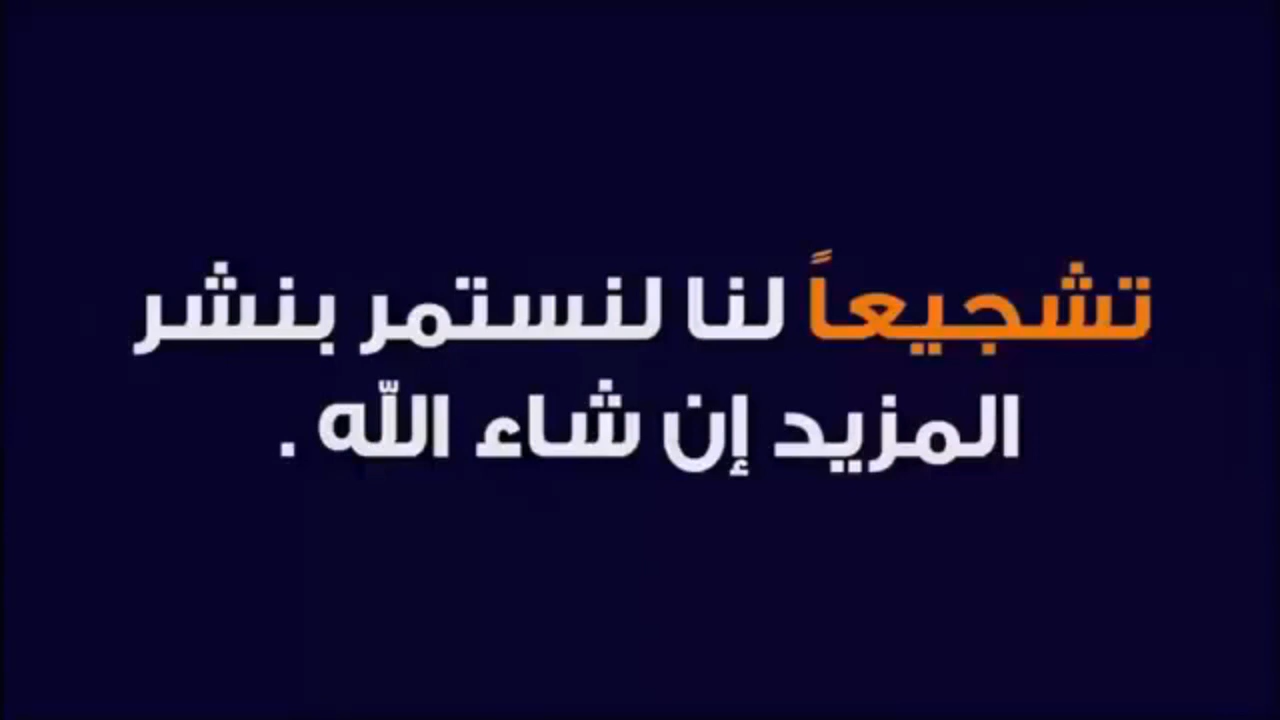 تشجيعاً لنا لنستمر بنشر
المزيد إن شاء الله .